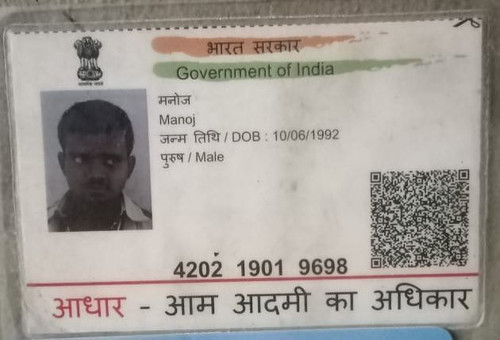 भारत सरकार
Government of India
मनोज
Manoj
जन्म तिथि / DOB : 10/06/1992
पुरुष / Male
4202 1901 9698
आधार - आम आदमी का अधिकार